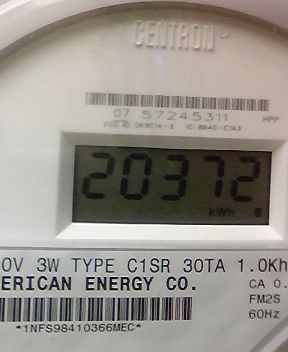 CENTRON
07 57245311 HPP
20372
kWh
0V 3W TYPE C1SR 30TA 1.0Kh
ERICAN ENERGY CO.
CA 0.
FM2S
60Hz
*1NFS98410366MEC*